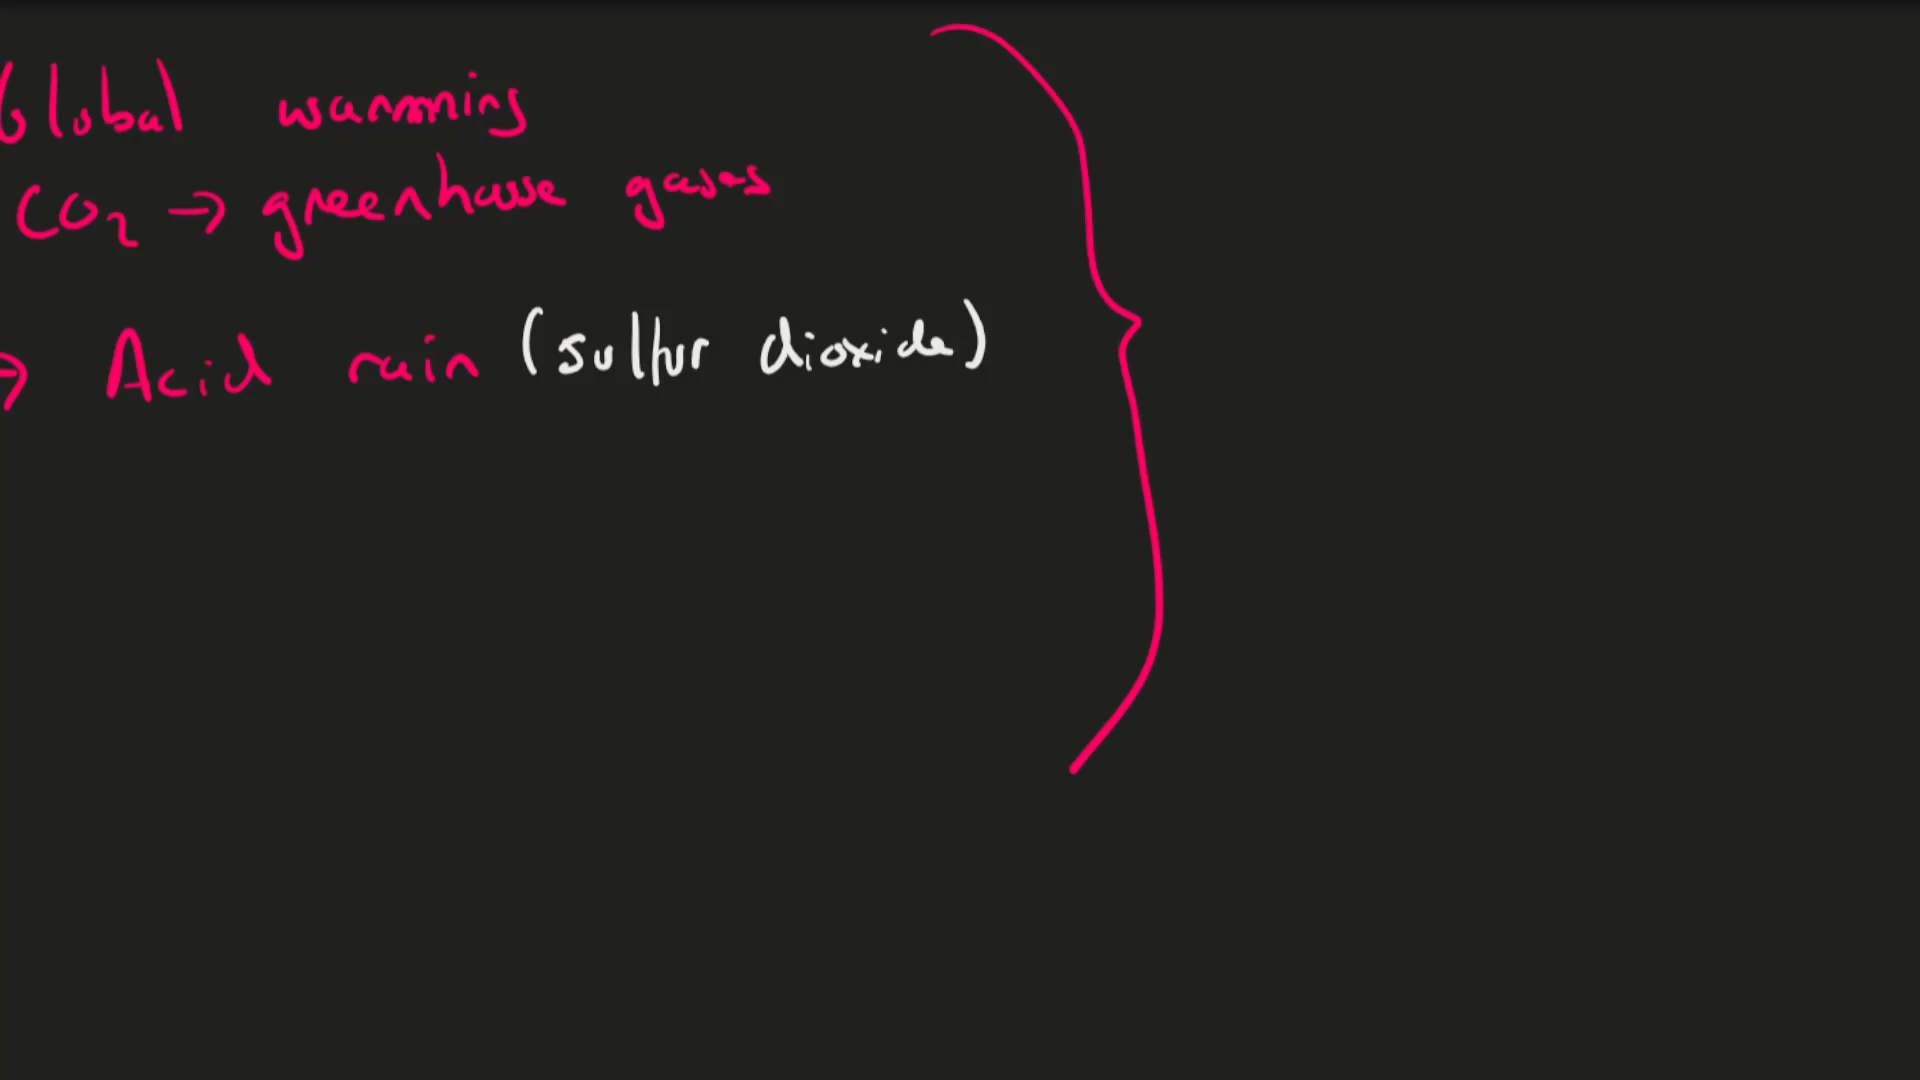 Global warming
CO₂ → greenhouse gases
→ Acid rain (sulfur dioxide)